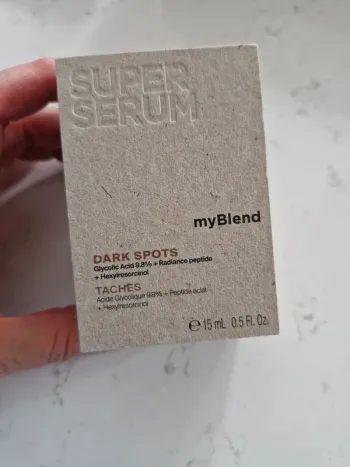 SUPER
SERUM
myBlend
DARK SPOTS
Glycolic Acid 9.8% + Radiance peptide
+ Hexylresorcinol
TACHES
Acide Glycolique 9.8% + Peptide éclat
+ Hexylresorcinol
℮ 15 mL 0.5 Fl. Oz.